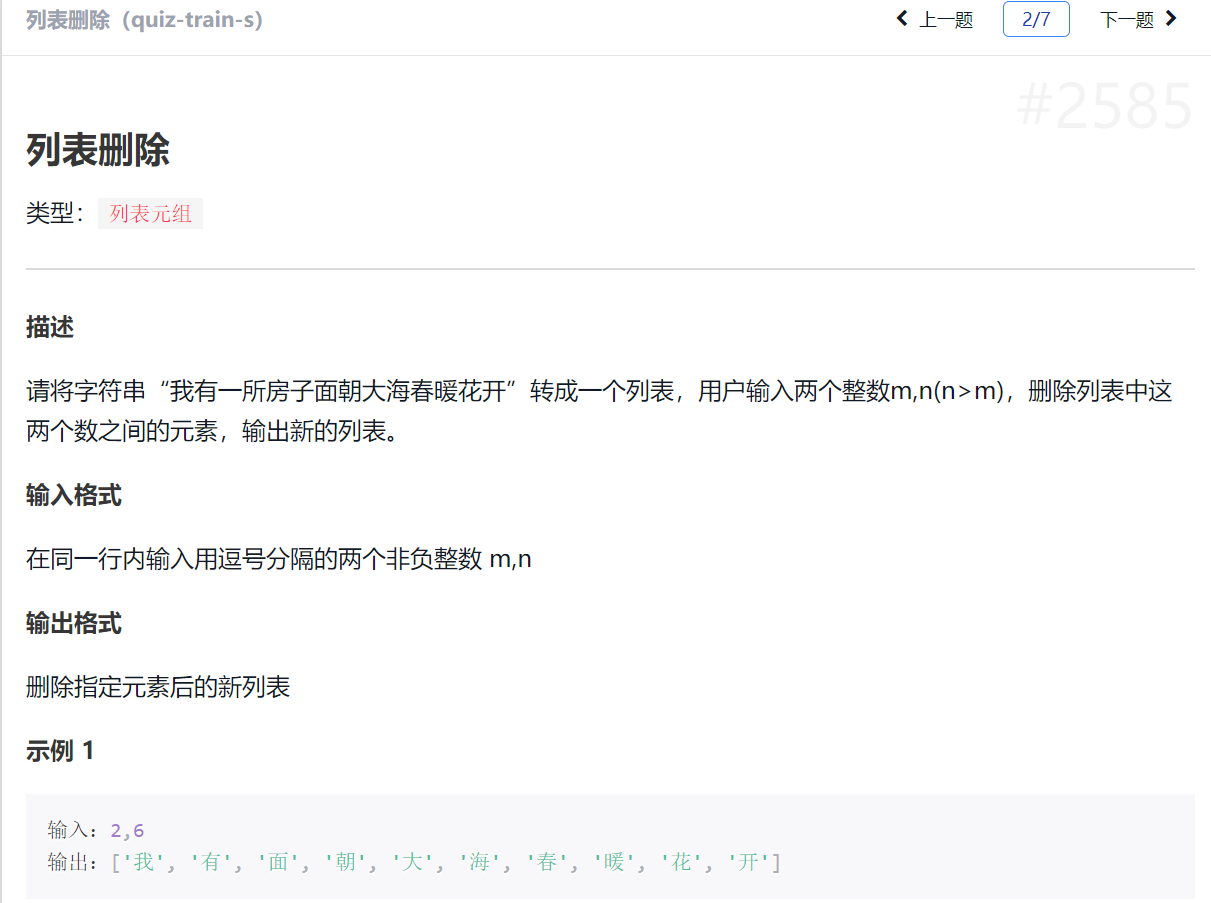 列表删除（quiz-train-s）
上一题
2/7
下一题
#2585
列表删除
类型： 列表元组
描述
请将字符串“我有一所房子面朝大海春暖花开”转成一个列表，用户输入两个整数m,n(n>m)，删除列表中这
两个数之间的元素，输出新的列表。
输入格式
在同一行内输入用逗号分隔的两个非负整数 m,n
输出格式
删除指定元素后的新列表
示例 1
输入：2,6
输出：['我', '有', '面', '朝', '大', '海', '春', '暖', '花', '开']